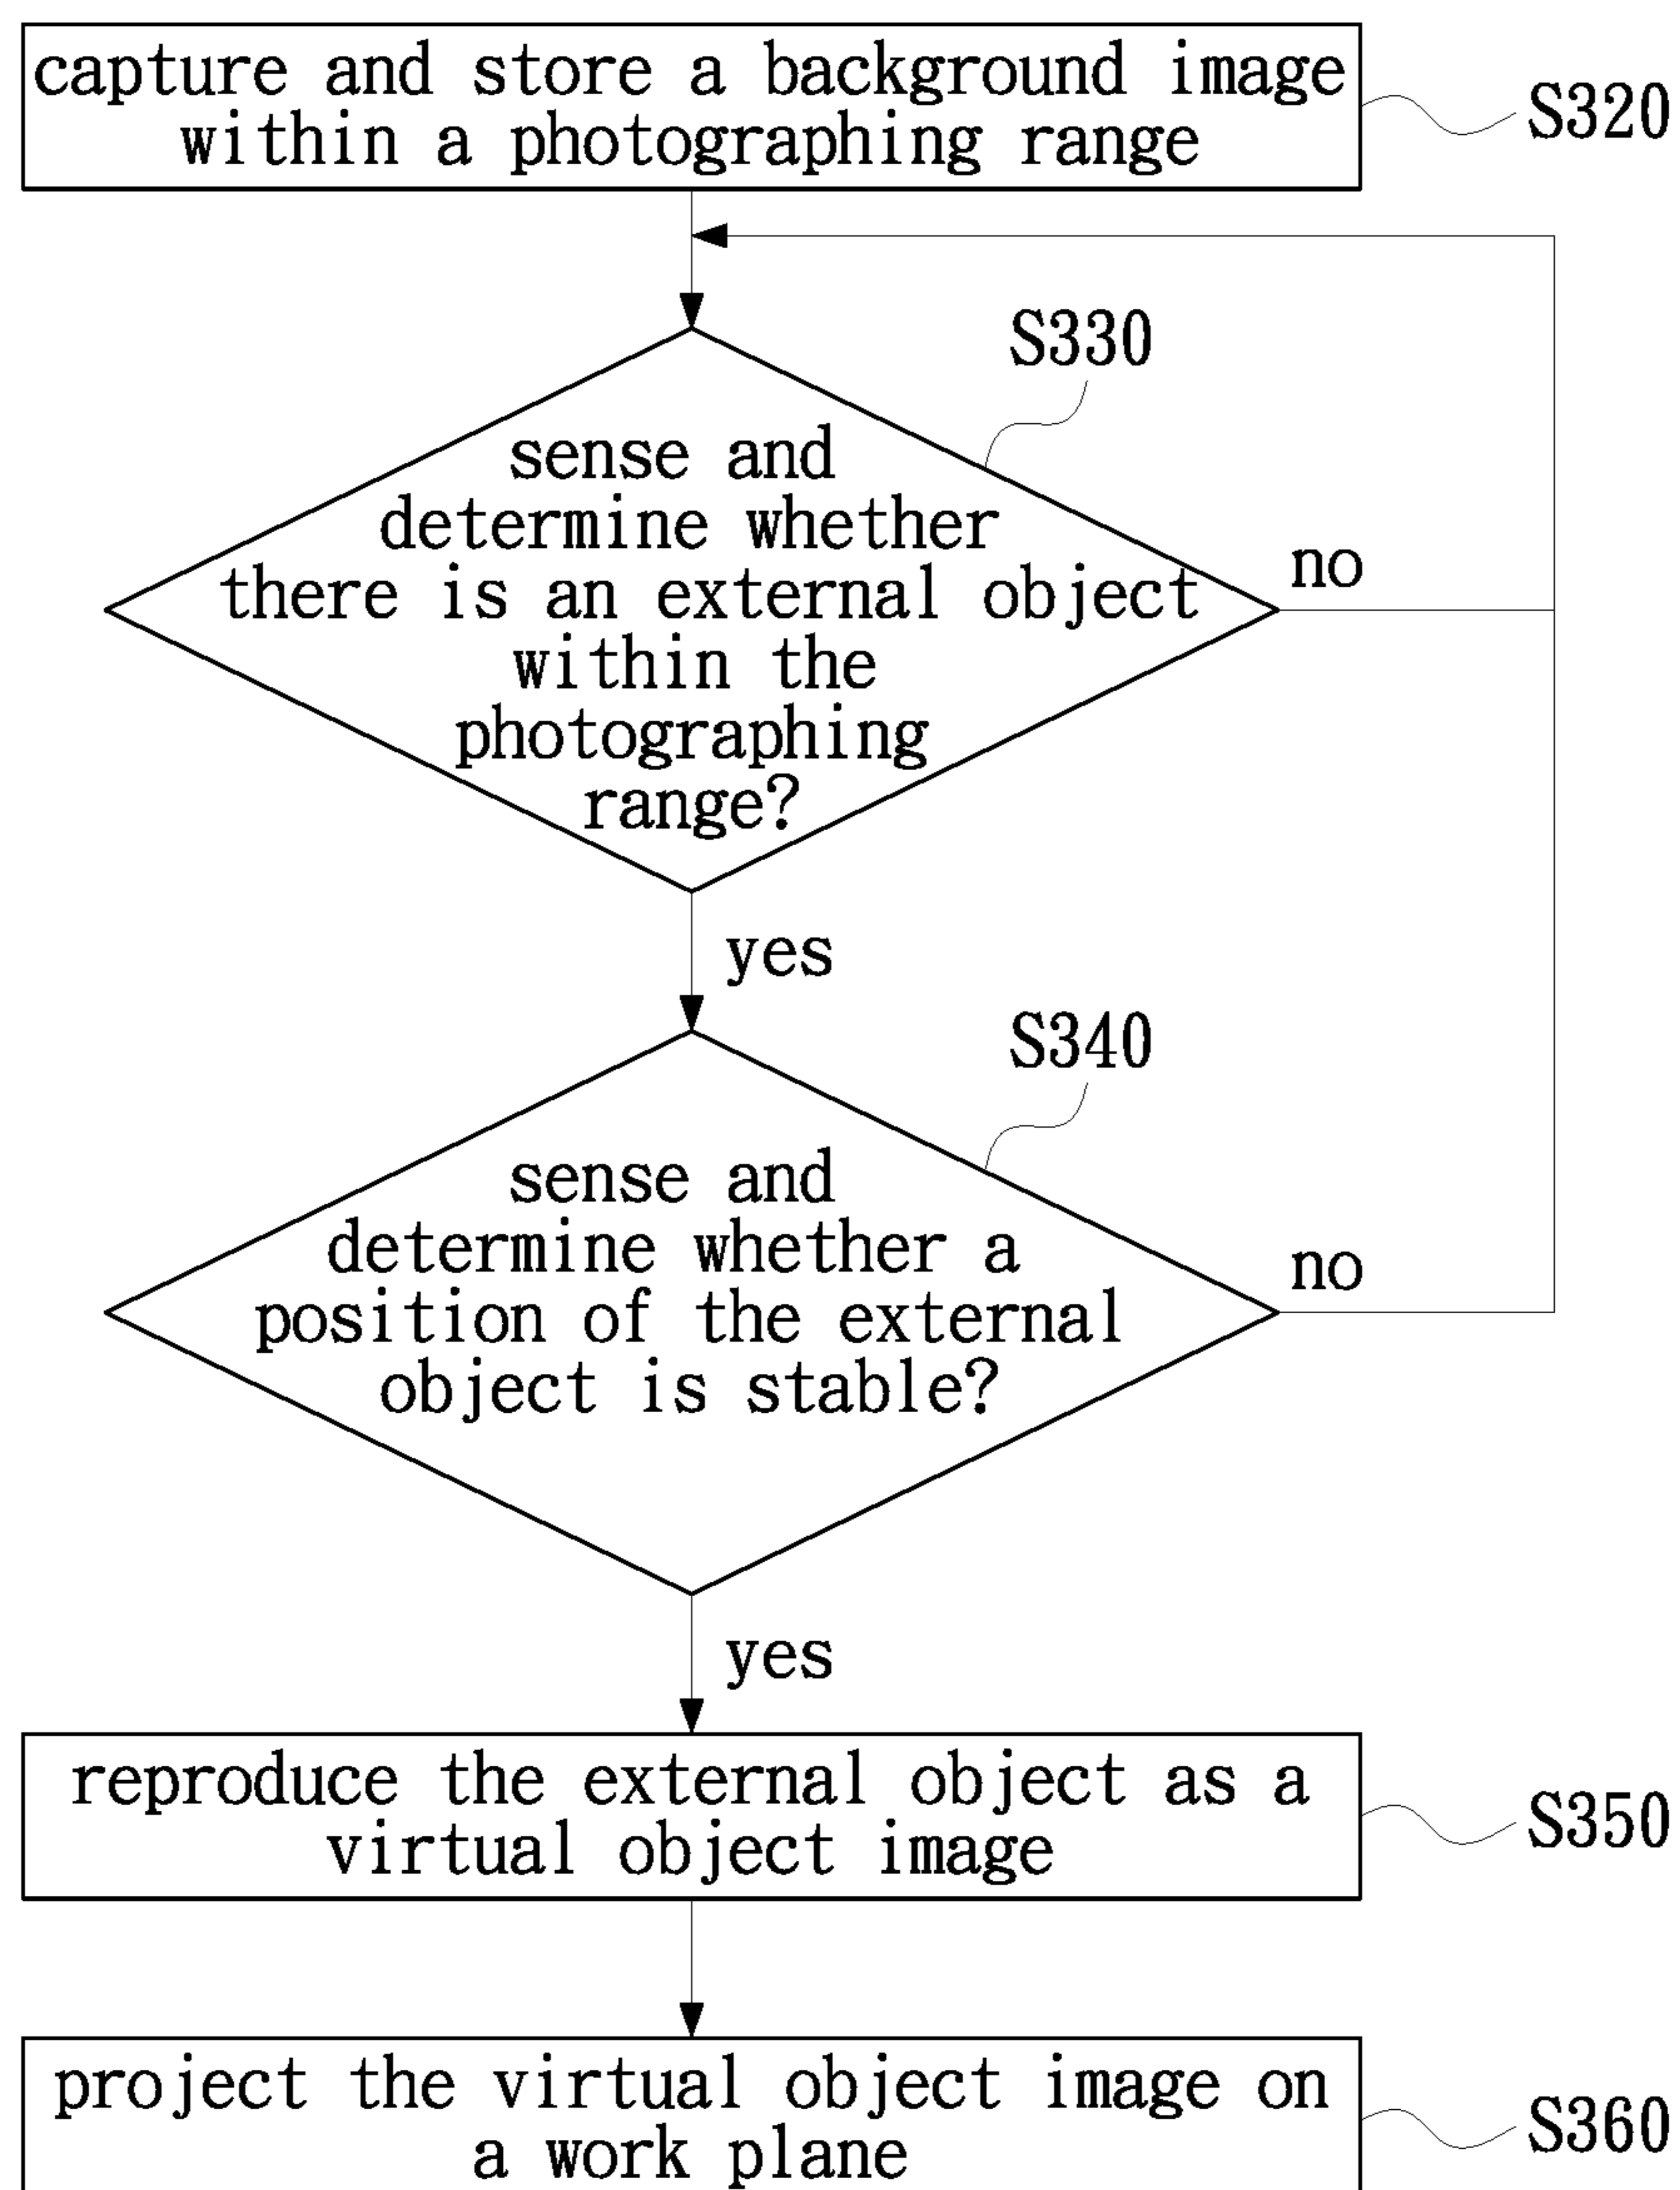 capture and store a background image
within a photographing range
S320
S330
sense and
determine whether
there is an external object
within the
photographing
range?
no
yes
S340
sense and
determine whether a
position of the external
object is stable?
no
yes
reproduce the external object as a
virtual object image
S350
project the virtual object image on
a work plane
S360